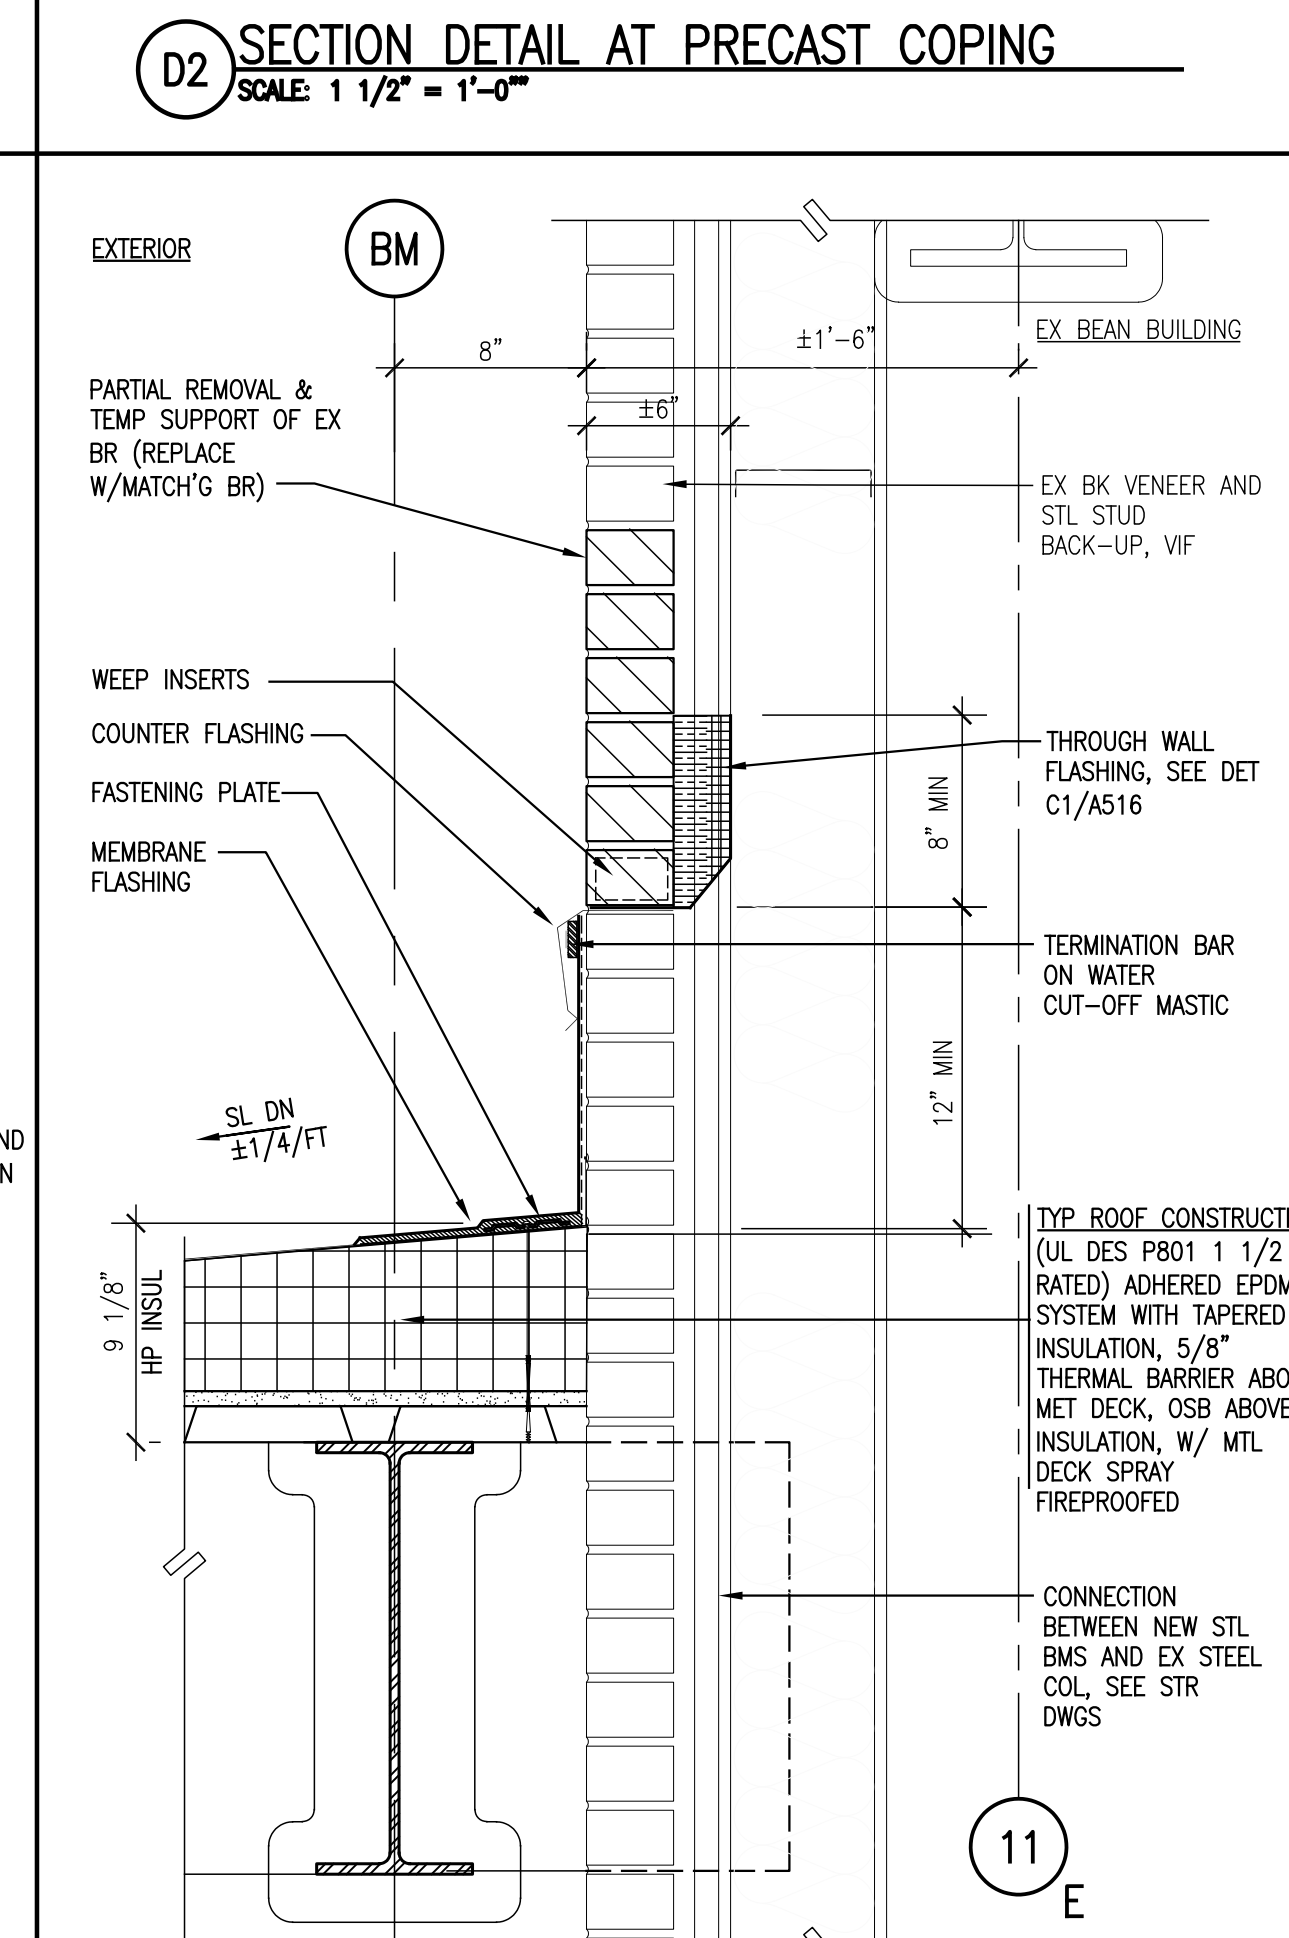 D2
SECTION DETAIL AT PRECAST COPING
SCALE: 1 1/2" = 1'-0""
EXTERIOR
BM
8"
±1'-6"
±6"
EX BEAN BUILDING
PARTIAL REMOVAL &
TEMP SUPPORT OF EX
BR (REPLACE
W/MATCH'G BR)
EX BK VENEER AND
STL STUD
BACK-UP, VIF
WEEP INSERTS
COUNTER FLASHING
FASTENING PLATE
MEMBRANE
FLASHING
THROUGH WALL
FLASHING, SEE DET
C1/A516
8" MIN
TERMINATION BAR
ON WATER
CUT-OFF MASTIC
12" MIN
SL DN
±1/4/FT
ND
N
9 1/8"
HP INSUL
TYP ROOF CONSTRUCTI
(UL DES P801 1 1/2
RATED) ADHERED EPDM
SYSTEM WITH TAPERED
INSULATION, 5/8"
THERMAL BARRIER ABO
MET DECK, OSB ABOVE
INSULATION, W/ MTL
DECK SPRAY
FIREPROOFED
CONNECTION
BETWEEN NEW STL
BMS AND EX STEEL
COL, SEE STR
DWGS
11
E